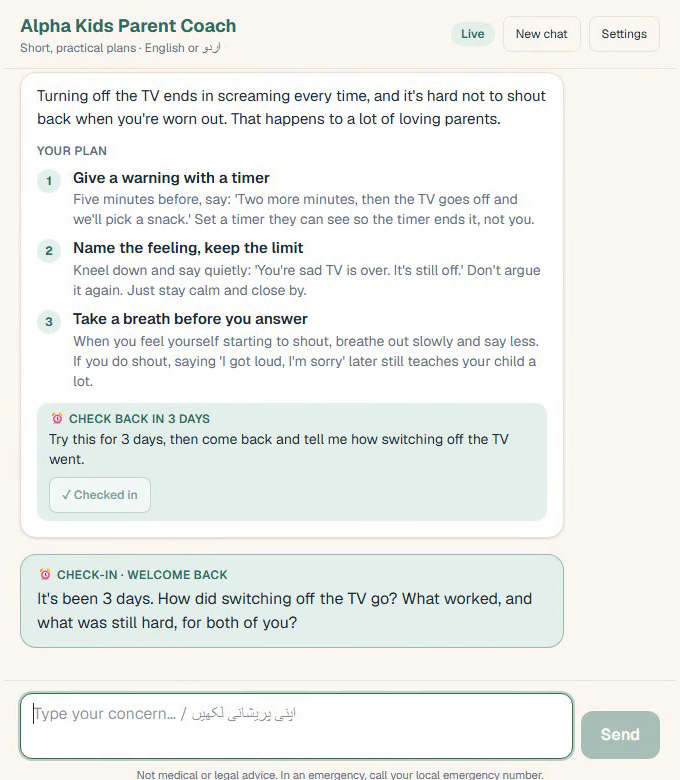 Alpha Kids Parent Coach
Short, practical plans · English or اردو
Live
New chat
Settings
Turning off the TV ends in screaming every time, and it's hard not to shout
back when you're worn out. That happens to a lot of loving parents.
YOUR PLAN
1 Give a warning with a timer
Five minutes before, say: 'Two more minutes, then the TV goes off and
we'll pick a snack.' Set a timer they can see so the timer ends it, not you.
2 Name the feeling, keep the limit
Kneel down and say quietly: 'You're sad TV is over. It's still off.' Don't argue
it again. Just stay calm and close by.
3 Take a breath before you answer
When you feel yourself starting to shout, breathe out slowly and say less.
If you do shout, saying 'I got loud, I'm sorry' later still teaches your child a
lot.
⏰ CHECK BACK IN 3 DAYS
Try this for 3 days, then come back and tell me how switching off the TV
went.
✓ Checked in
⏰ CHECK-IN · WELCOME BACK
It's been 3 days. How did switching off the TV go? What worked, and
what was still hard, for both of you?
Type your concern... / اپنی پریشانی لکھیں
Send
Not medical or legal advice. In an emergency, call your local emergency number.